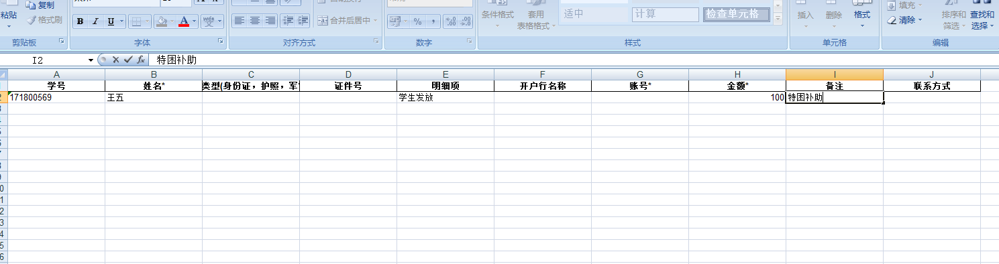 粘贴 复制 格式刷
B I U A 合并后居中 % , 条件格式 套用 表格格式 适中 计算 检查单元格 插入 删除 格式 填充 清除 排序和 筛选 查找和 选择
剪贴板 字体 对齐方式 数字 样式 单元格 编辑
I2 fx 特困补助
A B C D E F G H I J
学号 姓名* 类型(身份证，护照，军 证件号 明细项 开户行名称 账号* 金额* 备注 联系方式
171800569 王五 学生发放 100 特困补助